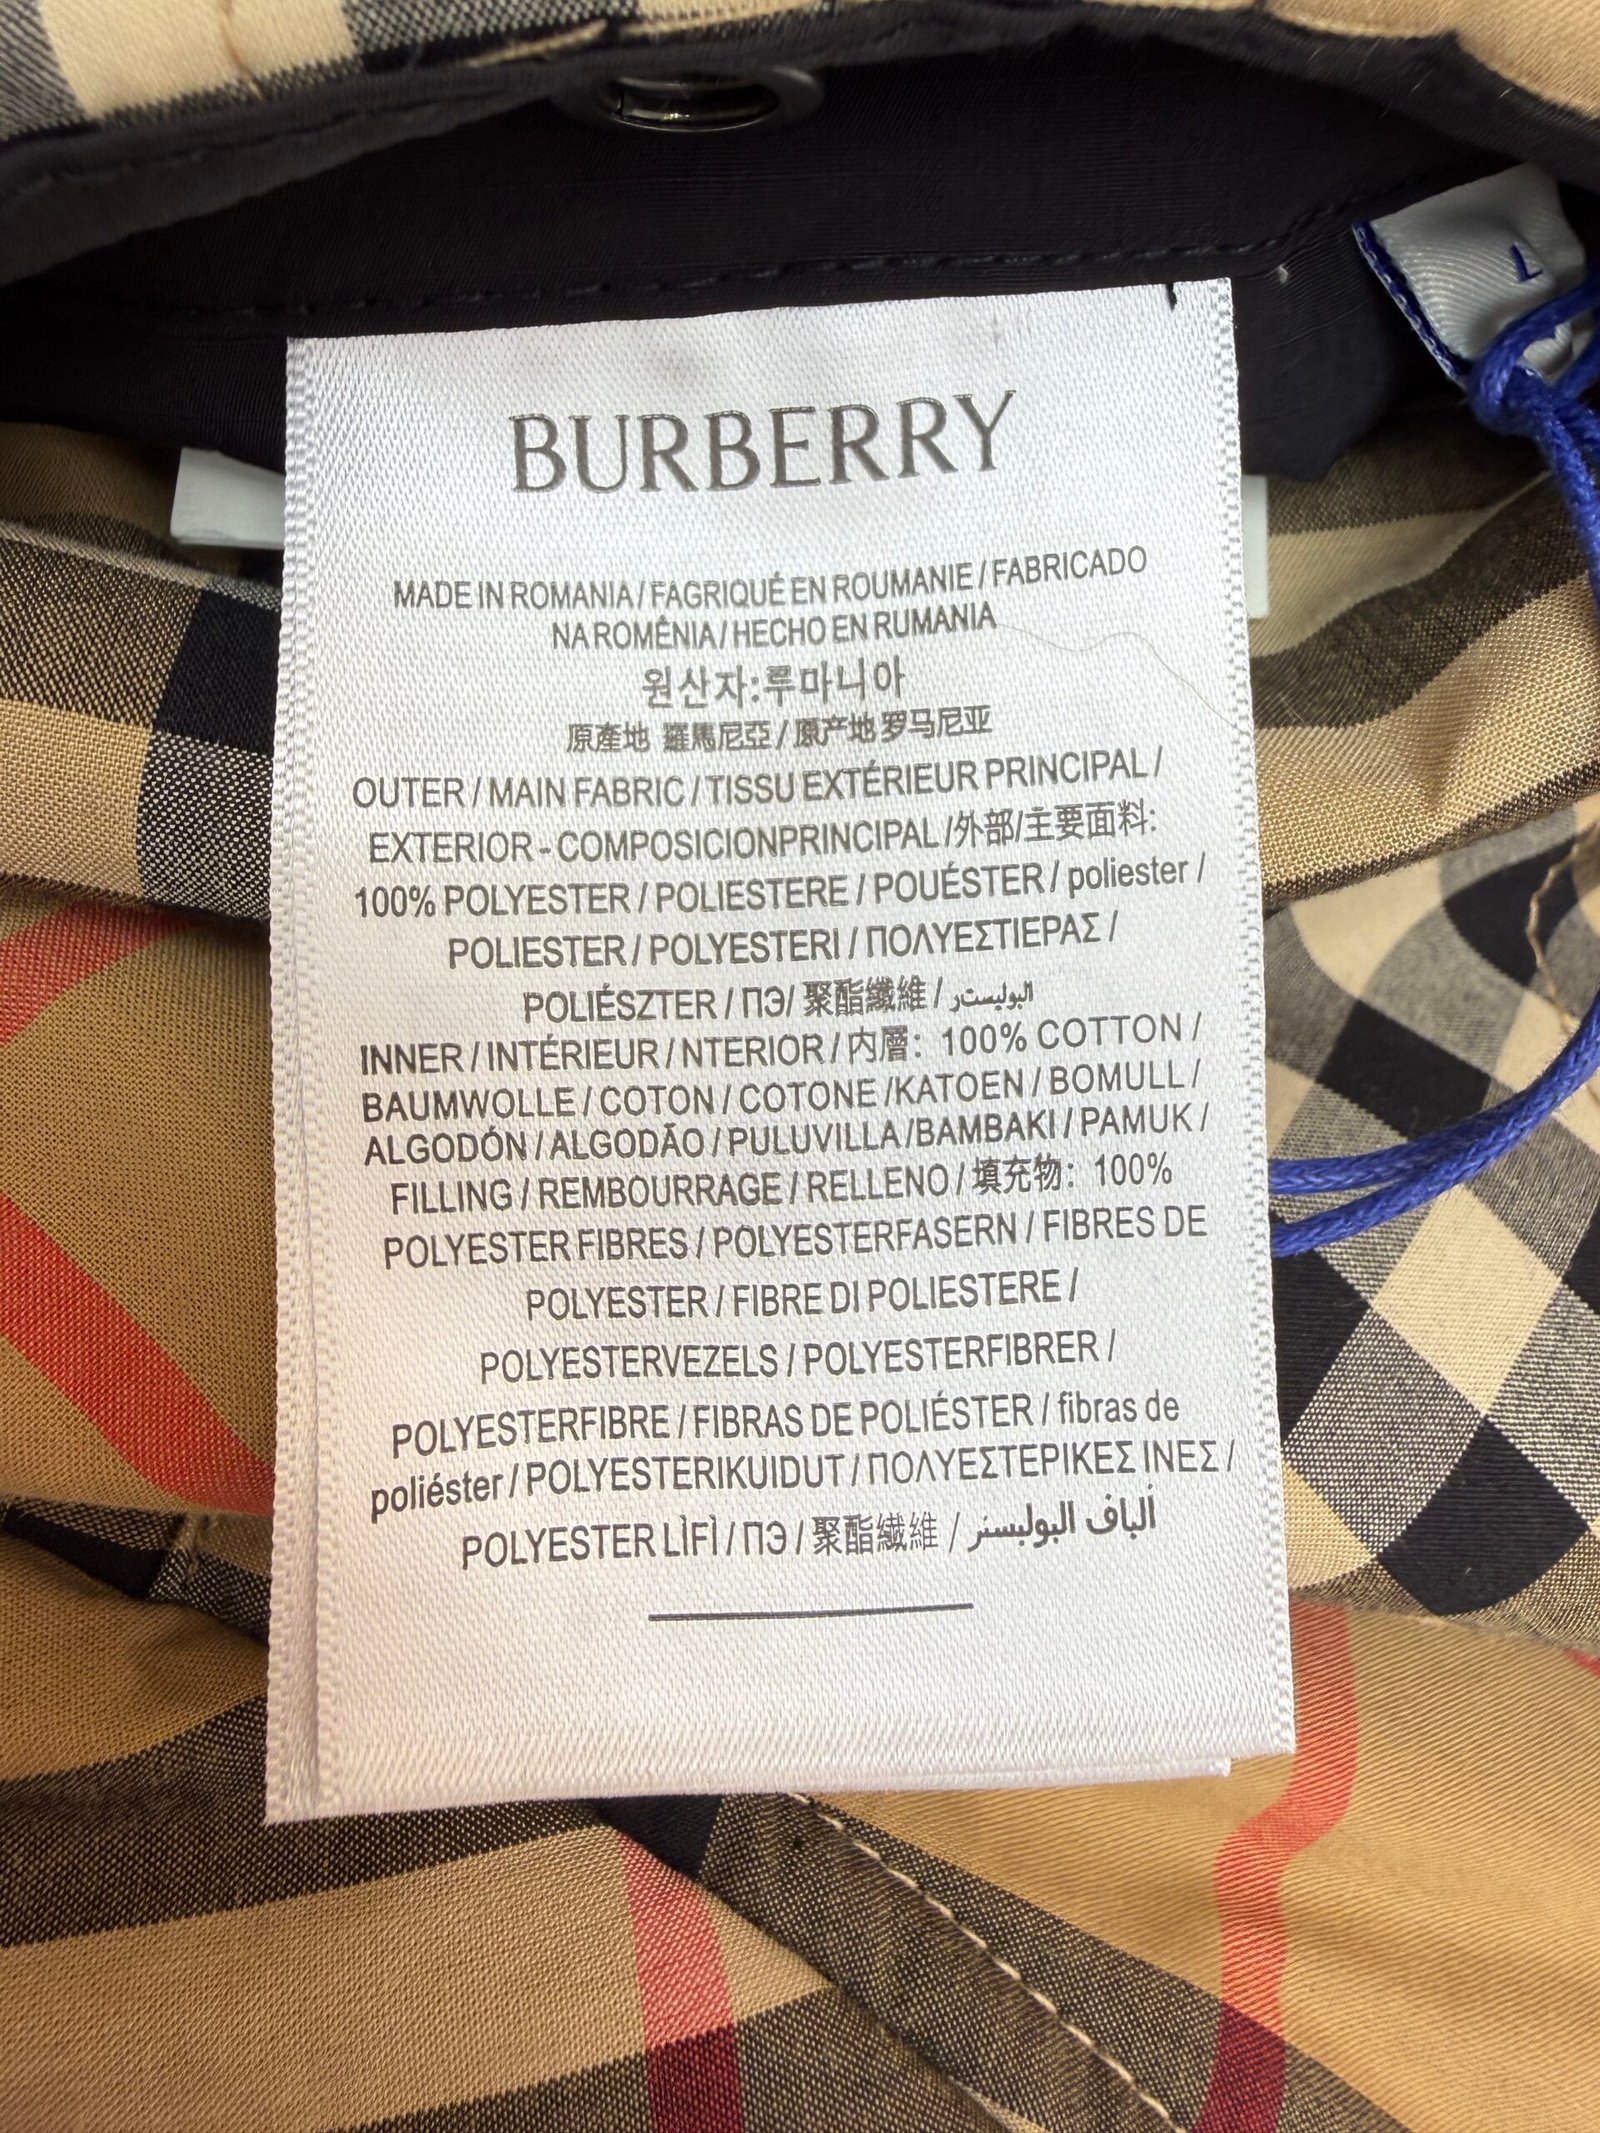 L
BURBERRY
MADE IN ROMANIA / FAGRIQUÉ EN ROUMANIE / FABRICADO
NA ROMÉNIA / HECHO EN RUMANIA
원산자:루마니아
原產地 羅馬尼亞 / 原产地罗马尼亚
OUTER / MAIN FABRIC / TISSU EXTÉRIEUR PRINCIPAL /
EXTERIOR - COMPOSICIONPRINCIPAL /外部/主要面料:
100% POLYESTER / POLIESTERE / POUÉSTER / poliester /
POLIESTER / POLYESTERI / ΠΟΛΥΕΣΤΙΕΡΑΣ /
POLIÉSZTER / ПЭ/ 聚酯纖維 / البوليستر
INNER / INTÉRIEUR / NTERIOR / 内層: 100% COTTON /
BAUMWOLLE / COTON / COTONE /KATOEN / BOMULL /
ALGODÓN / ALGODÃO / PULUVILLA /BAMBAKI / PAMUK /
FILLING / REMBOURRAGE / RELLENO / 填充物: 100%
POLYESTER FIBRES / POLYESTERFASERN / FIBRES DE
POLYESTER / FIBRE DI POLIESTERE /
POLYESTERVEZELS / POLYESTERFIBRER /
POLYESTERFIBRE / FIBRAS DE POLIÉSTER / fibras de
poliéster / POLYESTERIKUIDUT / ΠΟΛΥΕΣΤΕΡΙΚΕΣ ΙΝΕΣ /
POLYESTER LÌFÌ / ПЭ / 聚酯纖維 / ألياف البوليسنر